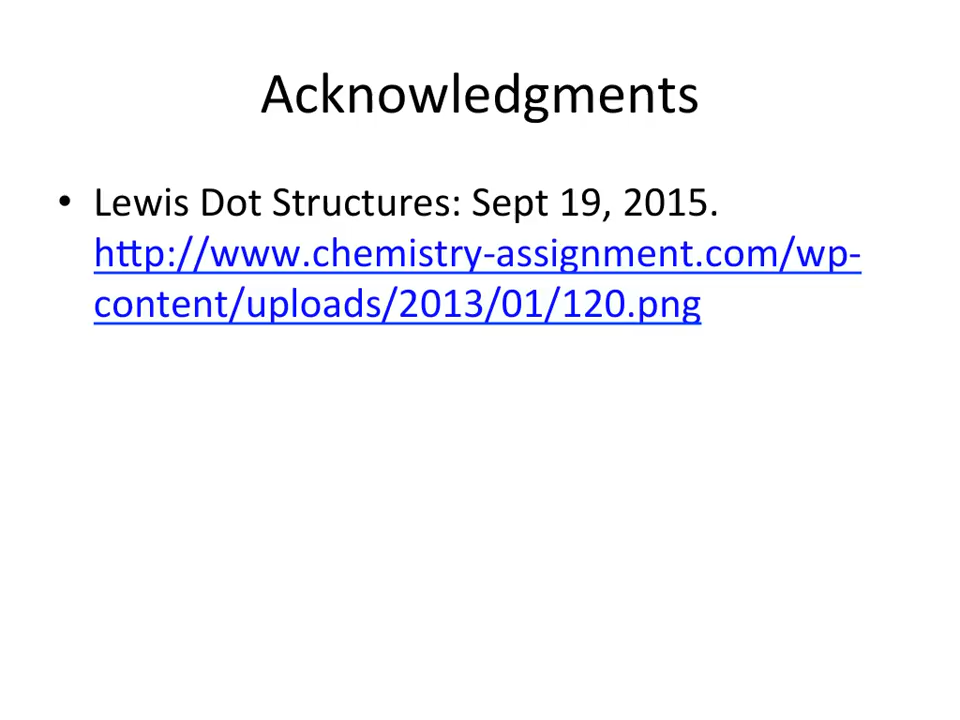 Acknowledgments
• Lewis Dot Structures: Sept 19, 2015.
http://www.chemistry-assignment.com/wp-
content/uploads/2013/01/120.png